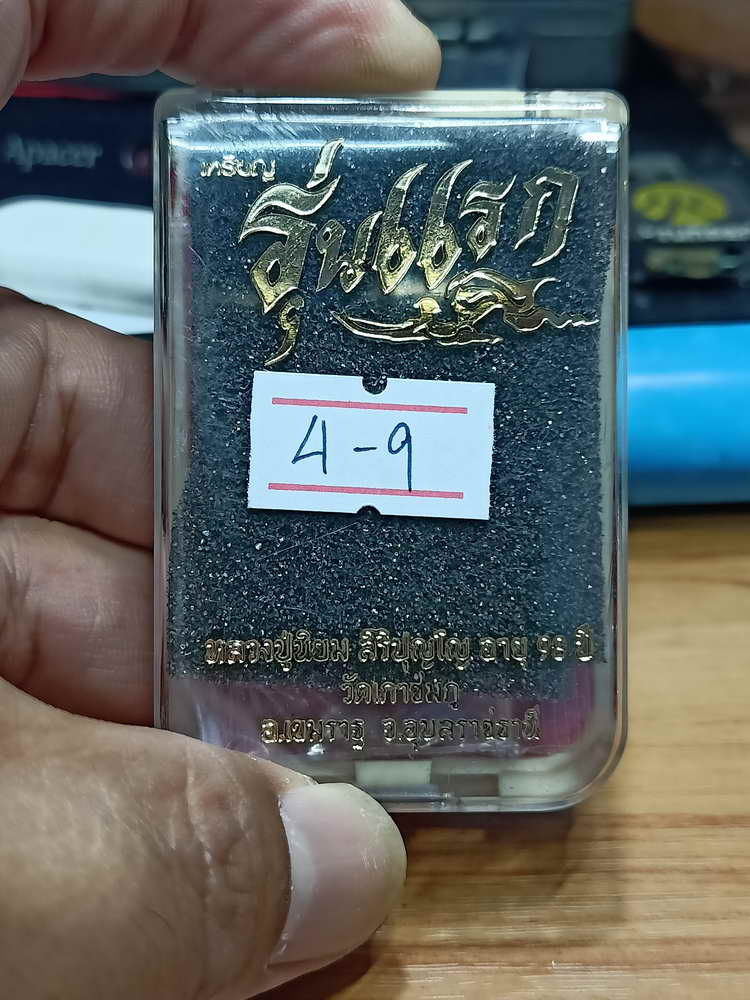 Apacer
เหรียญ
รุ่นแรก
4-9
หลวงปู่ชยม สิริปุญโญ อายุ 98 ปี
อ.เขมราฐ จ.อุบลราชธานี